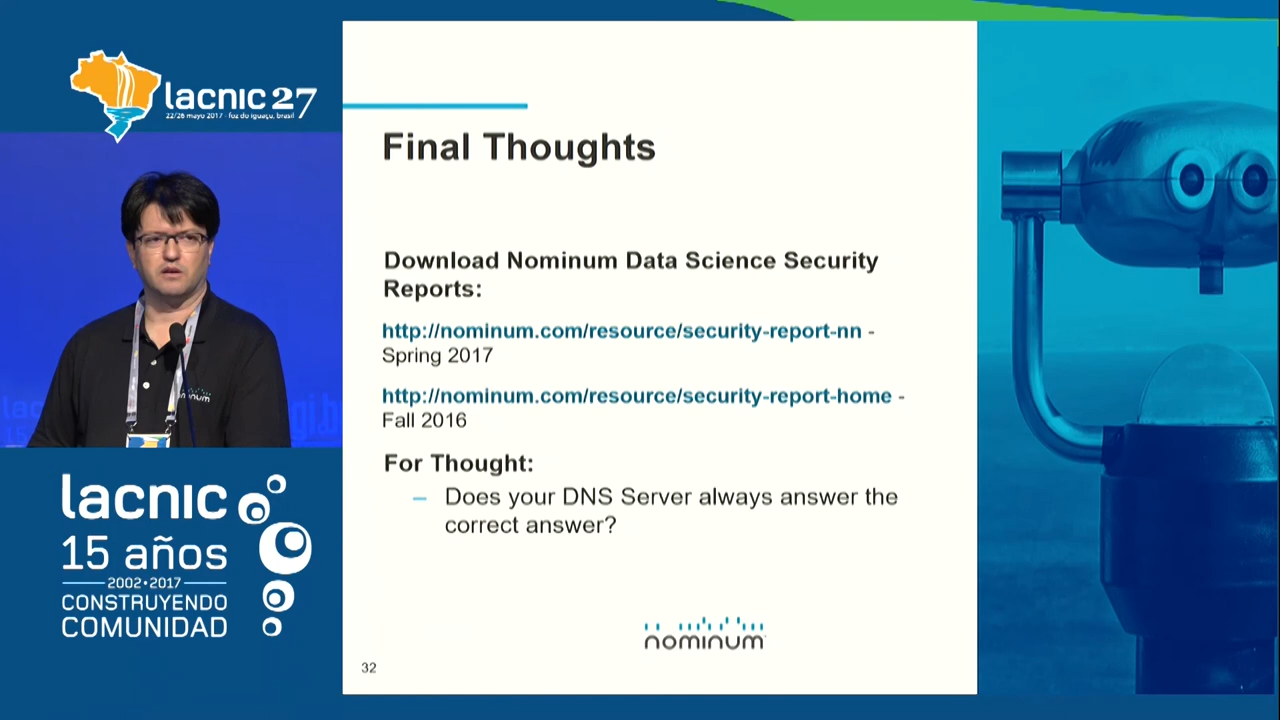 lacnic 27
22/26 mayo 2017 - foz do iguaçu, brasil
nominum
lacnic
15 años
2002•2017
CONSTRUYENDO
COMUNIDAD
Final Thoughts
Download Nominum Data Science Security
Reports:
http://nominum.com/resource/security-report-nn -
Spring 2017
http://nominum.com/resource/security-report-home -
Fall 2016
For Thought:
– Does your DNS Server always answer the
correct answer?
nominum
32